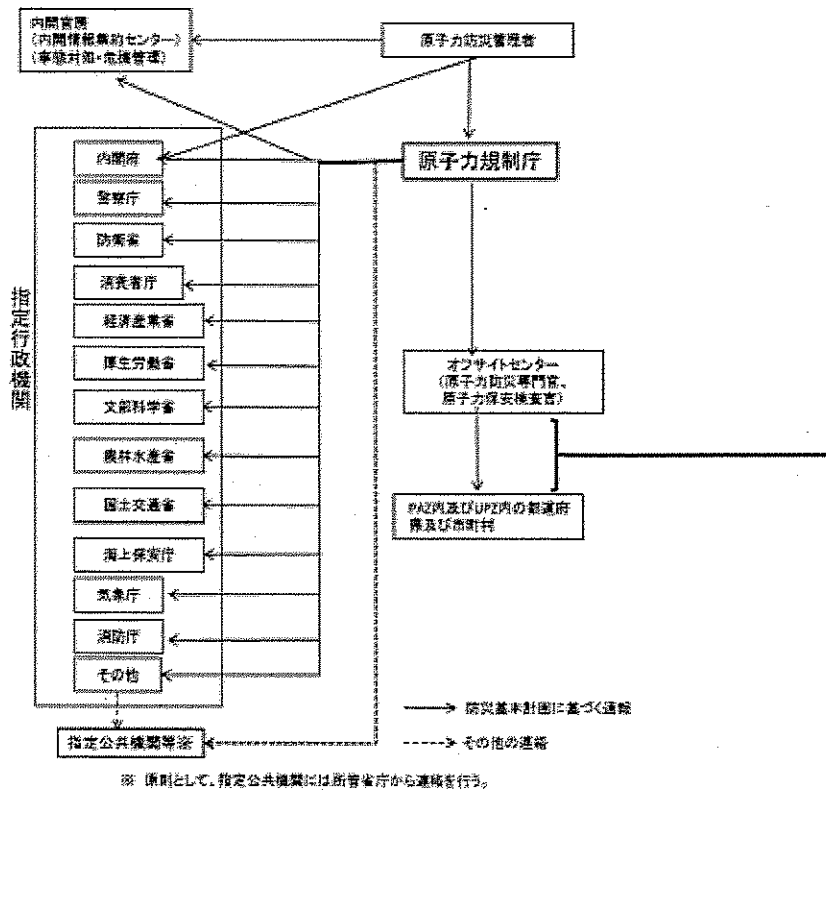 内閣官房
(内閣情報集約センター)
(事態対処・危機管理)
原子力防災管理者
原子力規制庁
指定行政機関
内閣府
警察庁
防衛省
消費者庁
経済産業省
厚生労働省
文部科学省
農林水産省
国土交通省
海上保安庁
気象庁
消防庁
その他
オフサイトセンター
(原子力防災専門官、
原子力保安検査官)
PAZ内及びUPZ内の都道府
県及び市町村
指定公共機関等※
防災基本計画に基づく通報
その他の連絡
※ 原則として、指定公共機関には所管省庁から連絡を行う。